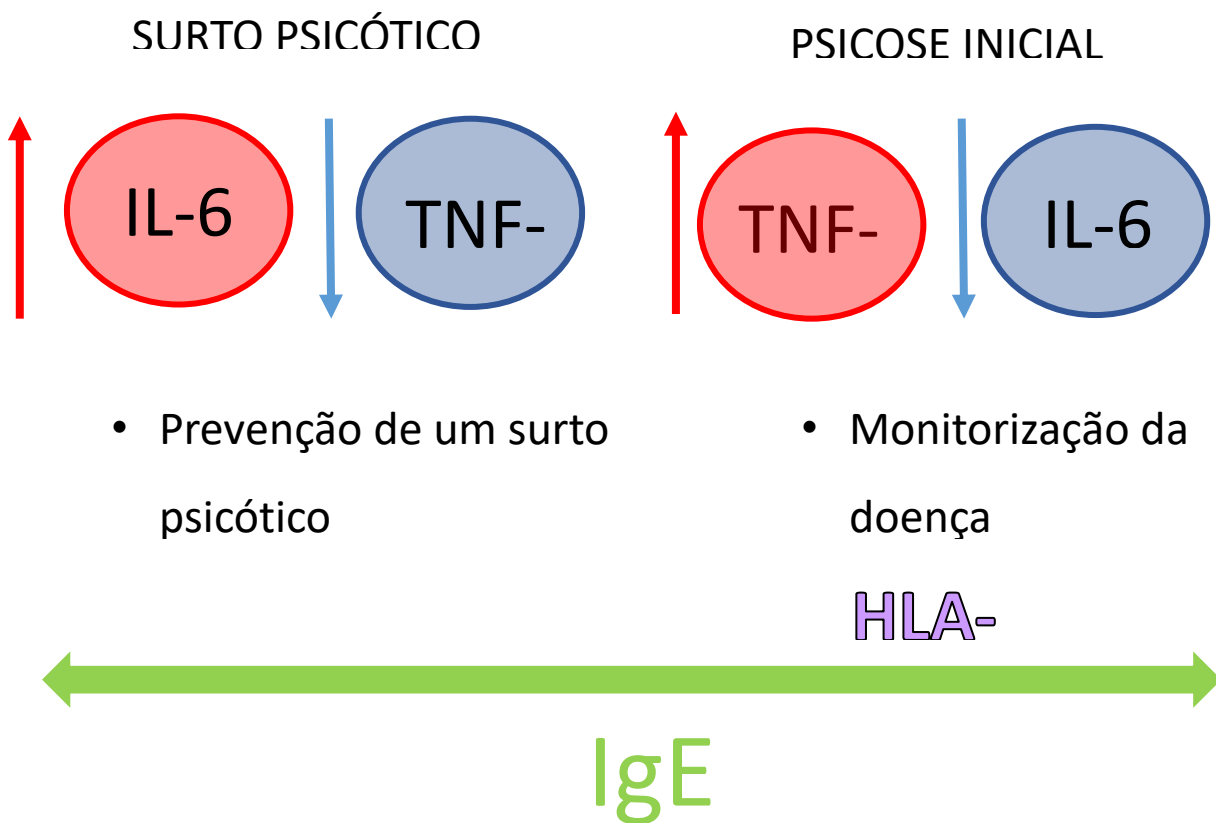 SURTO PSICÓTICO
PSICOSE INICIAL
IL-6
TNF-
TNF-
IL-6
• Prevenção de um surto
psicótico
• Monitorização da
doença
HLA-
IgE